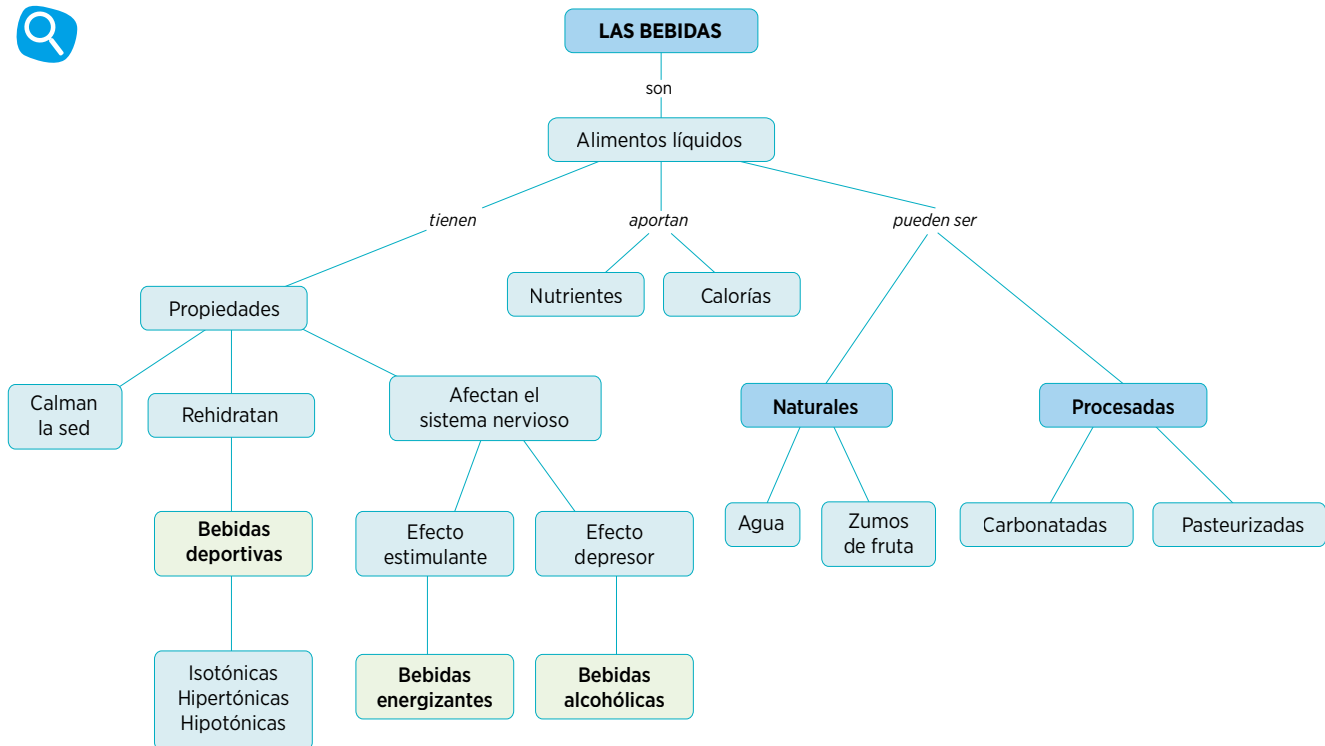 LAS BEBIDAS
son
Alimentos líquidos
tienen
aportan
pueden ser
Propiedades
Nutrientes
Calorías
Calman
la sed
Rehidratan
Afectan el
sistema nervioso
Naturales
Procesadas
Bebidas
deportivas
Efecto
estimulante
Efecto
depresor
Agua
Zumos
de fruta
Carbonatadas
Pasteurizadas
Isotónicas
Hipertónicas
Hipotónicas
Bebidas
energizantes
Bebidas
alcohólicas